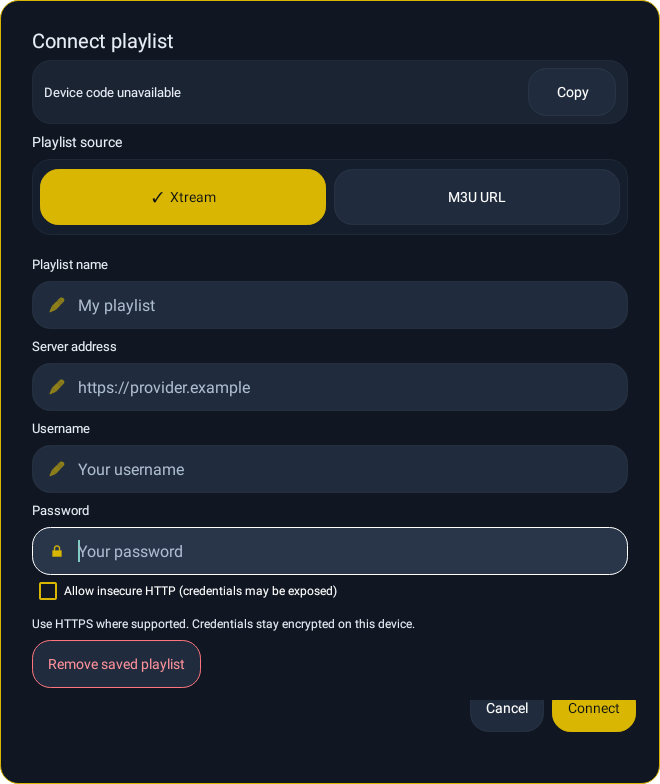 Connect playlist
Device code unavailable
Copy
Playlist source
✓ Xtream
M3U URL
Playlist name
My playlist
Server address
https://provider.example
Username
Your username
Password
Your password
Allow insecure HTTP (credentials may be exposed)
Use HTTPS where supported. Credentials stay encrypted on this device.
Remove saved playlist
Cancel
Connect